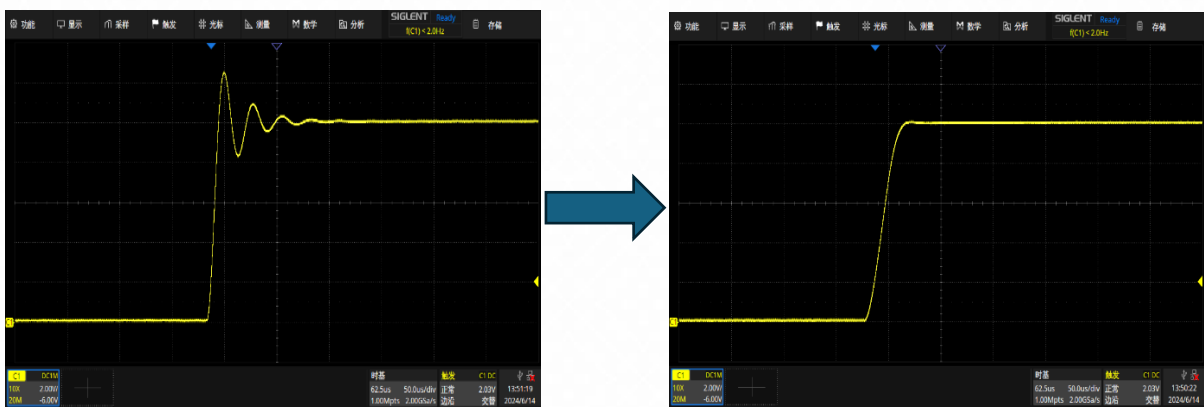 功能 显示 采样 触发 光标 测量 数学 分析 SIGLENT Ready 存储
f(C1) < 2.0Hz
C1
C1 DC1M
10X 2.00V/
20M -6.00V
时基
62.5us 50.0us/div
1.00Mpts 2.00GSa/s
触发 C1 DC
正常 2.03V
边沿 交替
13:51:19
2024/6/14
功能 显示 采样 触发 光标 测量 数学 分析 SIGLENT Ready 存储
f(C1) < 2.0Hz
C1
C1 DC1M
10X 2.00V/
20M -6.00V
时基
62.5us 50.0us/div
1.00Mpts 2.00GSa/s
触发 C1 DC
正常 2.03V
边沿 交替
13:50:22
2024/6/14